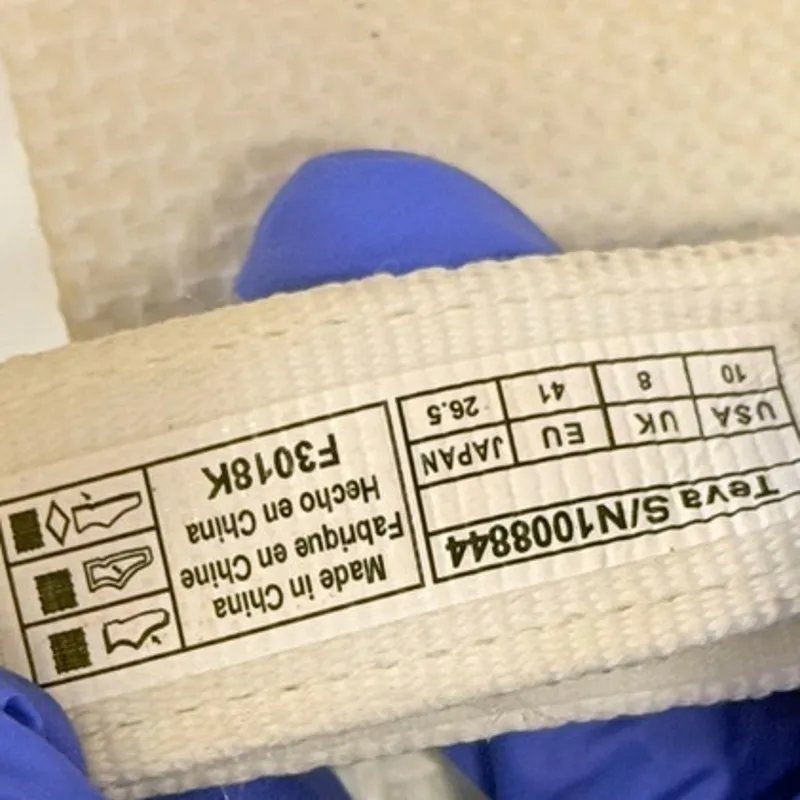 Teva S/N1008844
USA UK EU JAPAN
10 8 41 26.5
Made in China
Fabrique en Chine
Hecho en China
F3018K